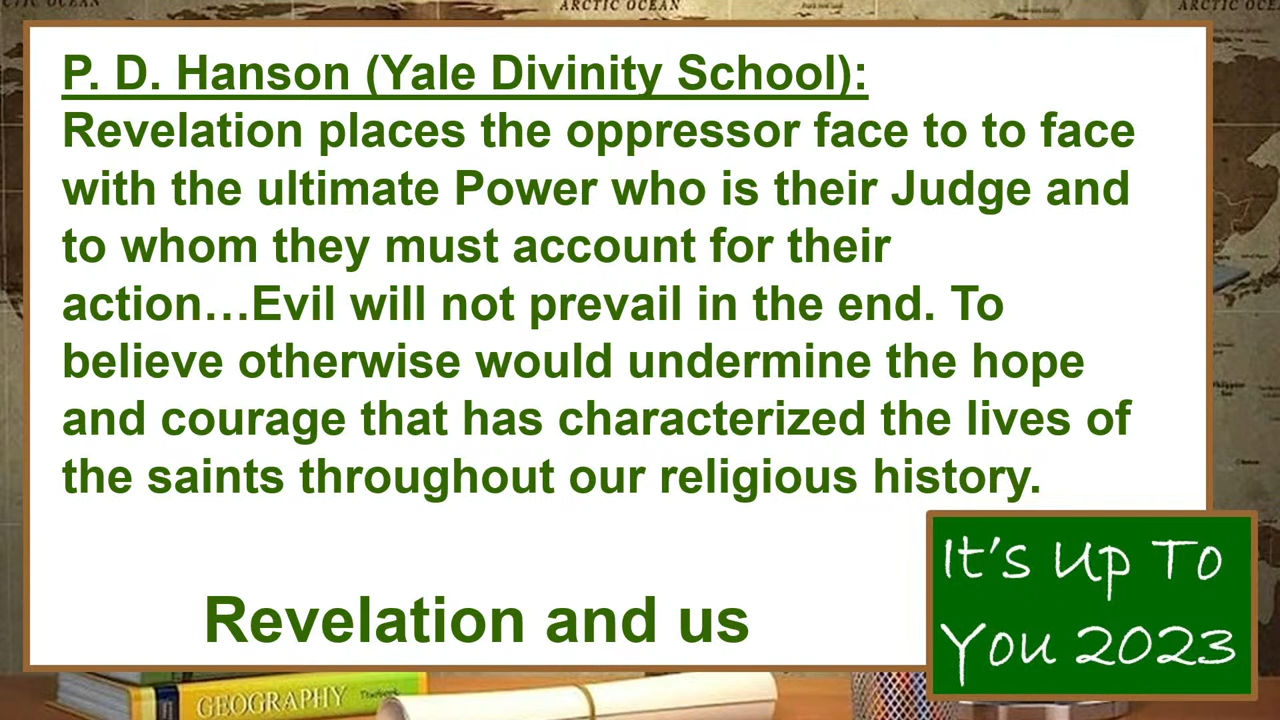 ARCTIC OCEAN
P. D. Hanson (Yale Divinity School):
Revelation places the oppressor face to to face
with the ultimate Power who is their Judge and
to whom they must account for their
action…Evil will not prevail in the end. To
believe otherwise would undermine the hope
and courage that has characterized the lives of
the saints throughout our religious history.
It's Up To
You 2023
Revelation and us
GEOGRAPHY